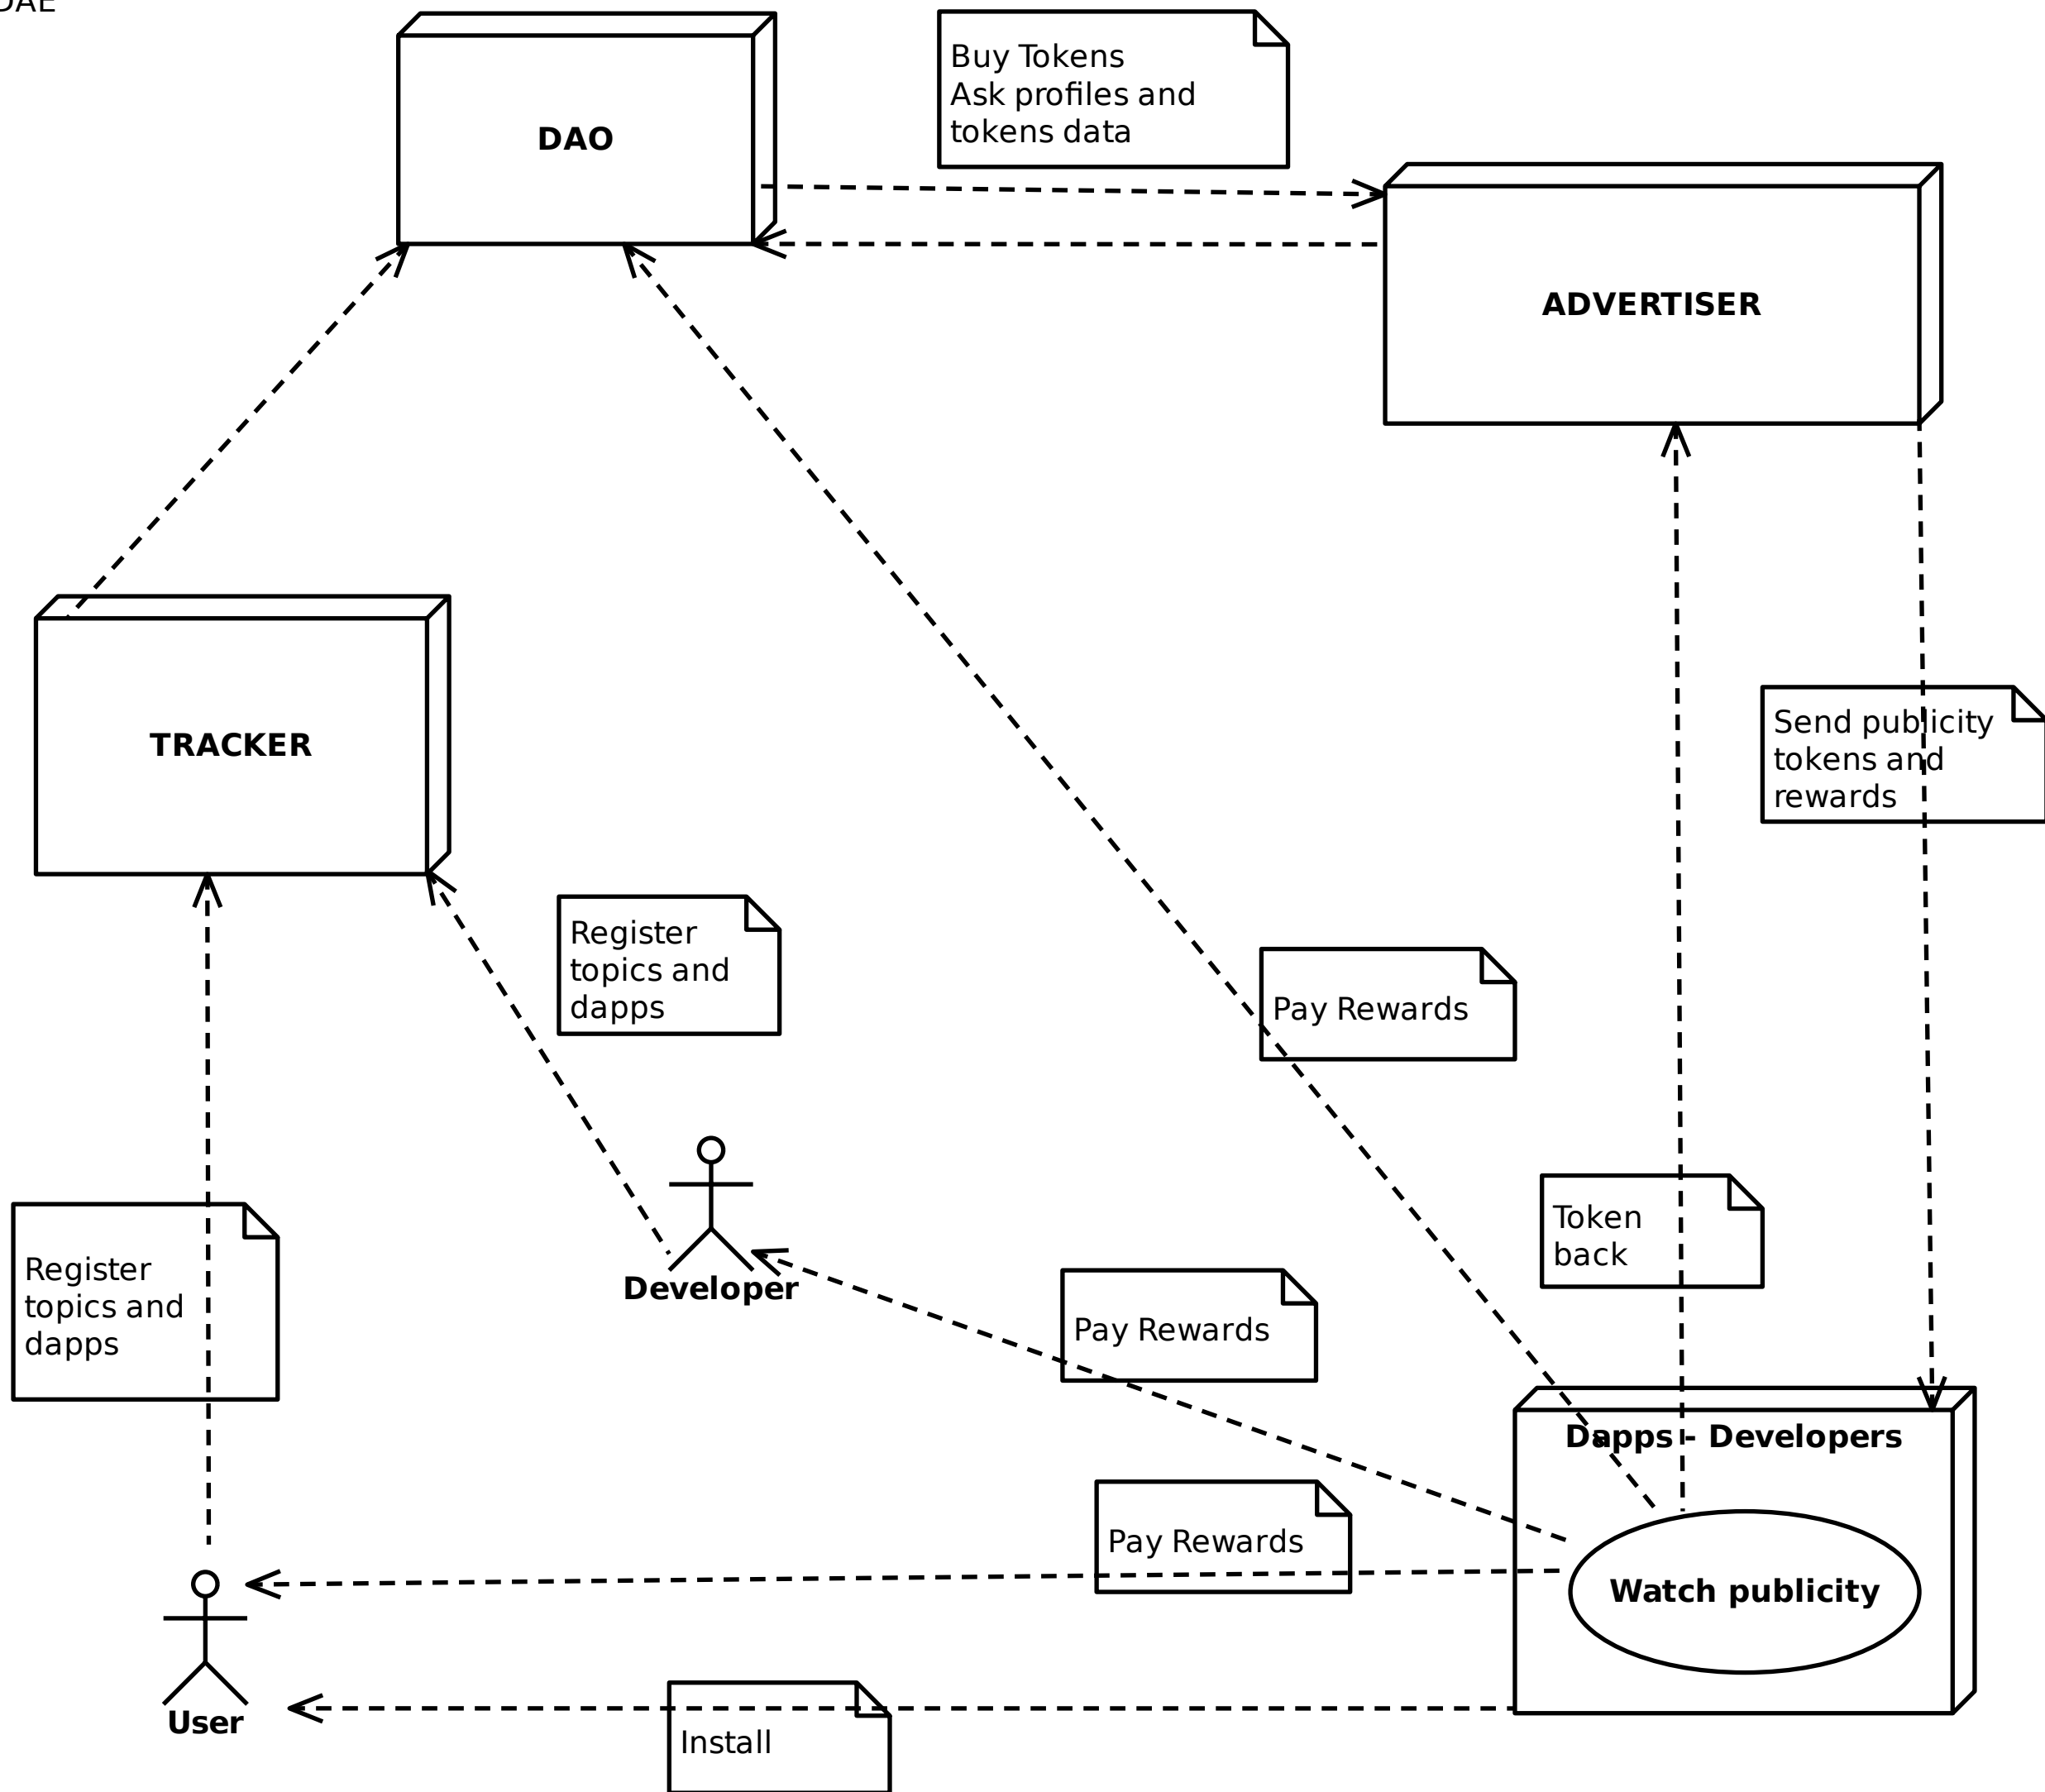 DAE
DAO
Buy Tokens
Ask profiles and
tokens data
ADVERTISER
TRACKER
Send publicity
tokens and
rewards
Register
topics and
dapps
Pay Rewards
Token
back
Register
topics and
dapps
Developer
Pay Rewards
Dapps - Developers
Pay Rewards
Watch publicity
User
Install